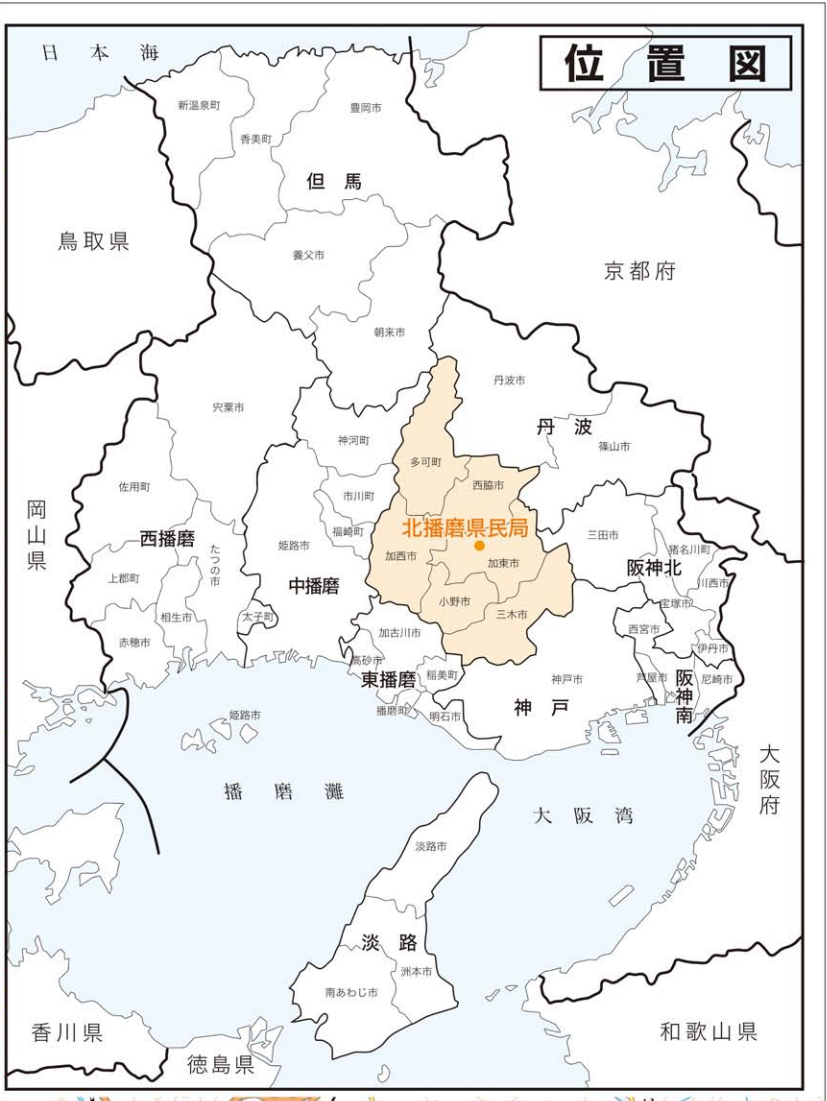 位置図
日本海
新温泉町
香美町
豊岡市
但馬
鳥取県
養父市
京都府
朝来市
宍粟市
丹波市
丹波
篠山市
神河町
多可町
佐用町
市川町
西脇市
岡山県
西播磨
たつの市
姫路市
福崎町
北播磨県民局
加西市
加東市
三田市
猪名川町
阪神北
川西市
上郡町
中播磨
小野市
三木市
宝塚市
相生市
太子町
赤穂市
加古川市
西宮市
伊丹市
高砂市
東播磨
稲美町
神戸市
芦屋市
阪神南
尼崎市
神戸
播磨町
明石市
姫路市
大阪府
播磨灘
大阪湾
淡路市
淡路
洲本市
南あわじ市
香川県
徳島県
和歌山県